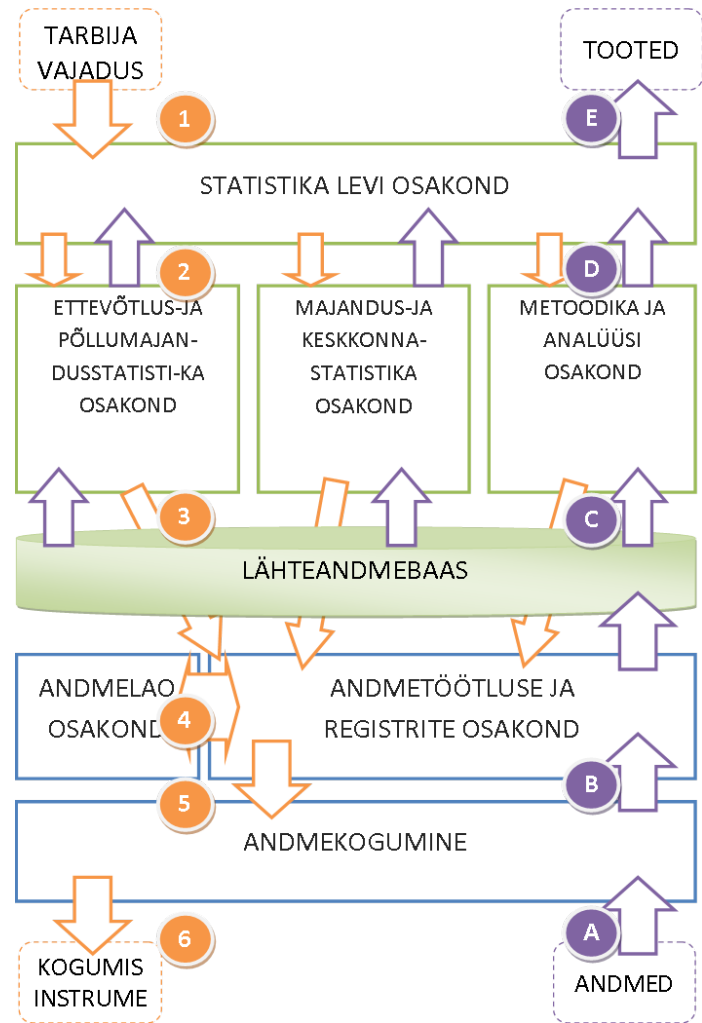 TARBIJA
VAJADUS
TOOTED
1
E
STATISTIKA LEVI OSAKOND
2
D
ETTEVÕTLUS-JA
PÕLLUMAJAN-
DUSSTATISTI-KA
OSAKOND
MAJANDUS-JA
KESKKONNA-
STATISTIKA
OSAKOND
METOODIKA JA
ANALÜÜSI
OSAKOND
3
C
LÄHTEANDMEBAAS
ANDMELAO
OSAKOND
4
ANDMETÖÖTLUSE JA
REGISTRITE OSAKOND
5
B
ANDMEKOGUMINE
6
A
KOGUMIS
INSTRUME
ANDMED